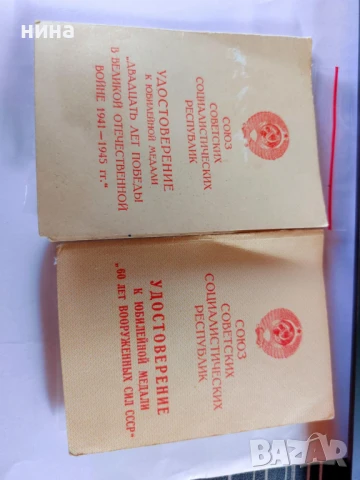 нина
СОЮЗ
СОВЕТСКИХ
СОЦИАЛИСТИЧЕСКИХ
РЕСПУБЛИК
УДОСТОВЕРЕНИЕ
К ЮБИЛЕЙНОЙ МЕДАЛИ
„ДВАДЦАТЬ ЛЕТ ПОБЕДЫ
В ВЕЛИКОЙ ОТЕЧЕСТВЕННОЙ
ВОЙНЕ 1941—1945 гг."
СОЮЗ
СОВЕТСКИХ
СОЦИАЛИСТИЧЕСКИХ
РЕСПУБЛИК
УДОСТОВЕРЕНИЕ
К ЮБИЛЕЙНОЙ МЕДАЛИ
„60 ЛЕТ ВООРУЖЕННЫХ СИЛ СССР"
BAZAR